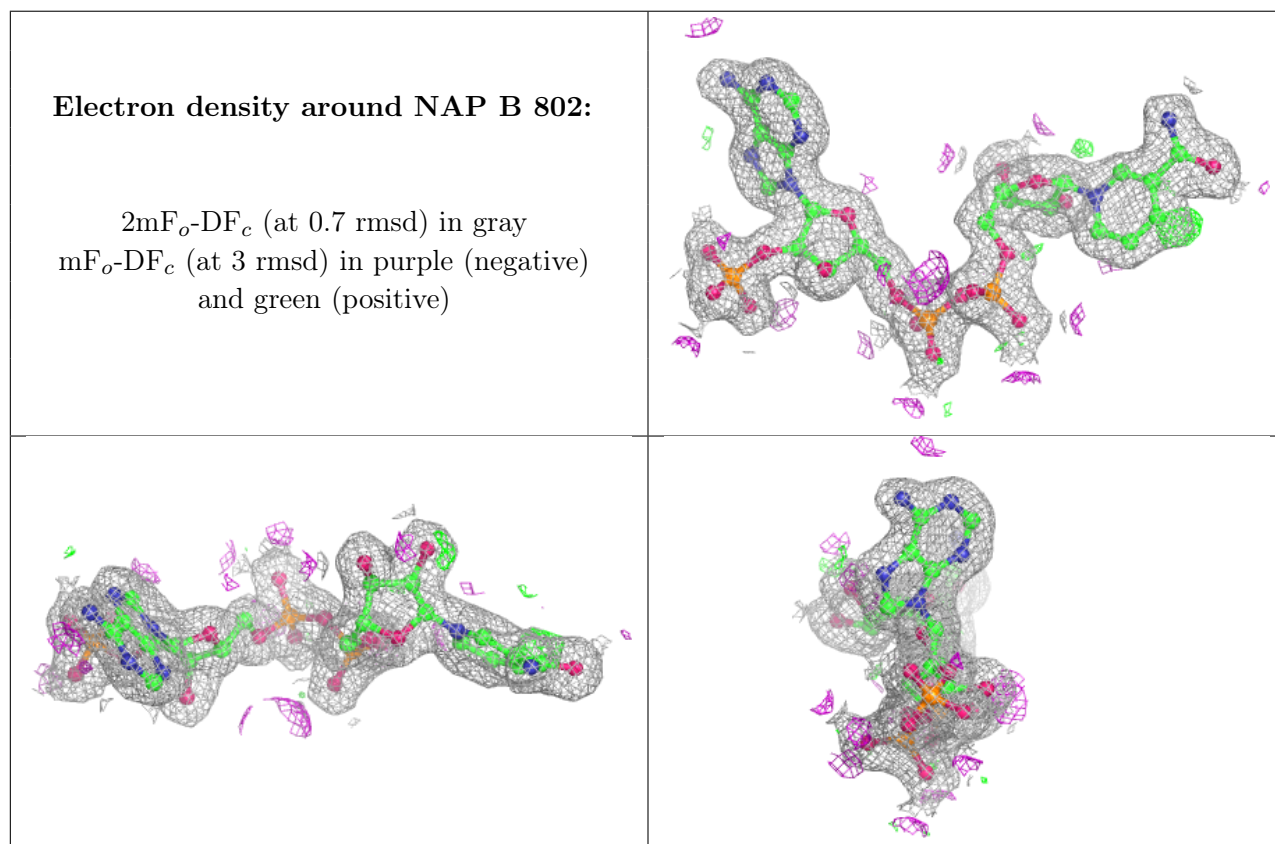 Electron density around NAP B 802:
2mFₒ-DF𝑐 (at 0.7 rmsd) in gray
mFₒ-DF𝑐 (at 3 rmsd) in purple (negative)
and green (positive)